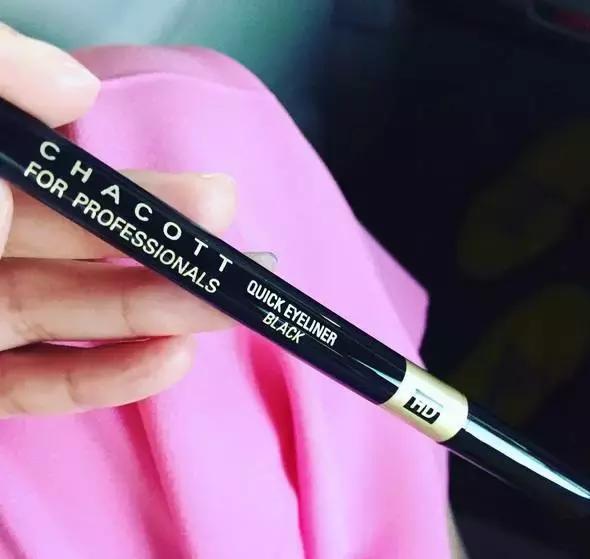 CHACOTT
FOR PROFESSIONALS
QUICK EYELINER
BLACK
HD